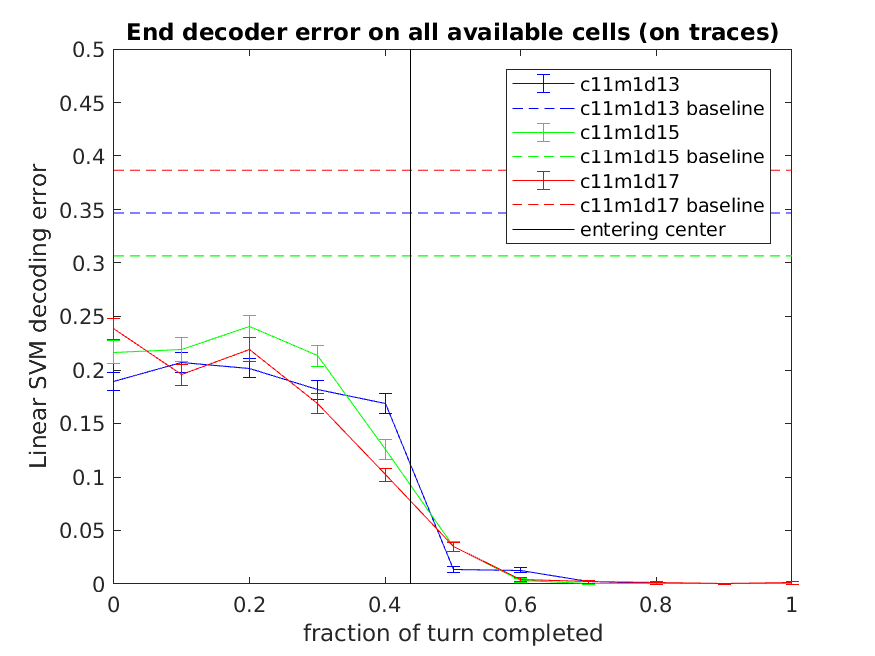 End decoder error on all available cells (on traces)
0.5
0.45
0.4
0.35
0.3
0.25
0.2
0.15
0.1
0.05
0
Linear SVM decoding error
c11m1d13
c11m1d13 baseline
c11m1d15
c11m1d15 baseline
c11m1d17
c11m1d17 baseline
entering center
0 0.2 0.4 0.6 0.8 1
fraction of turn completed